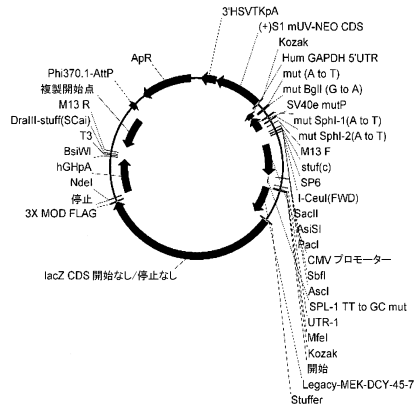 3'HSVTKpA
(+)S1 mUV-NEO CDS
Kozak
Hum GAPDH 5'UTR
mut (A to T)
mut BglI (G to A)
SV40e mutP
mut SphI-1(A to T)
mut SphI-2(A to T)
M13 F
stuf(c)
SP6
I-CeuI(FWD)
SacII
AsiSI
PacI
CMV プロモーター
SbfI
AscI
SPL-1 TT to GC mut
UTR-1
MfeI
Kozak
開始
Legacy-MEK-DCY-45-7
Stuffer
lacZ CDS 開始なし/停止なし
3X MOD FLAG
停止
NdeI
hGHpA
BsiWI
T3
DraIII-stuf(SCai)
M13 R
複製開始点
Phi370.1-AttP
ApR